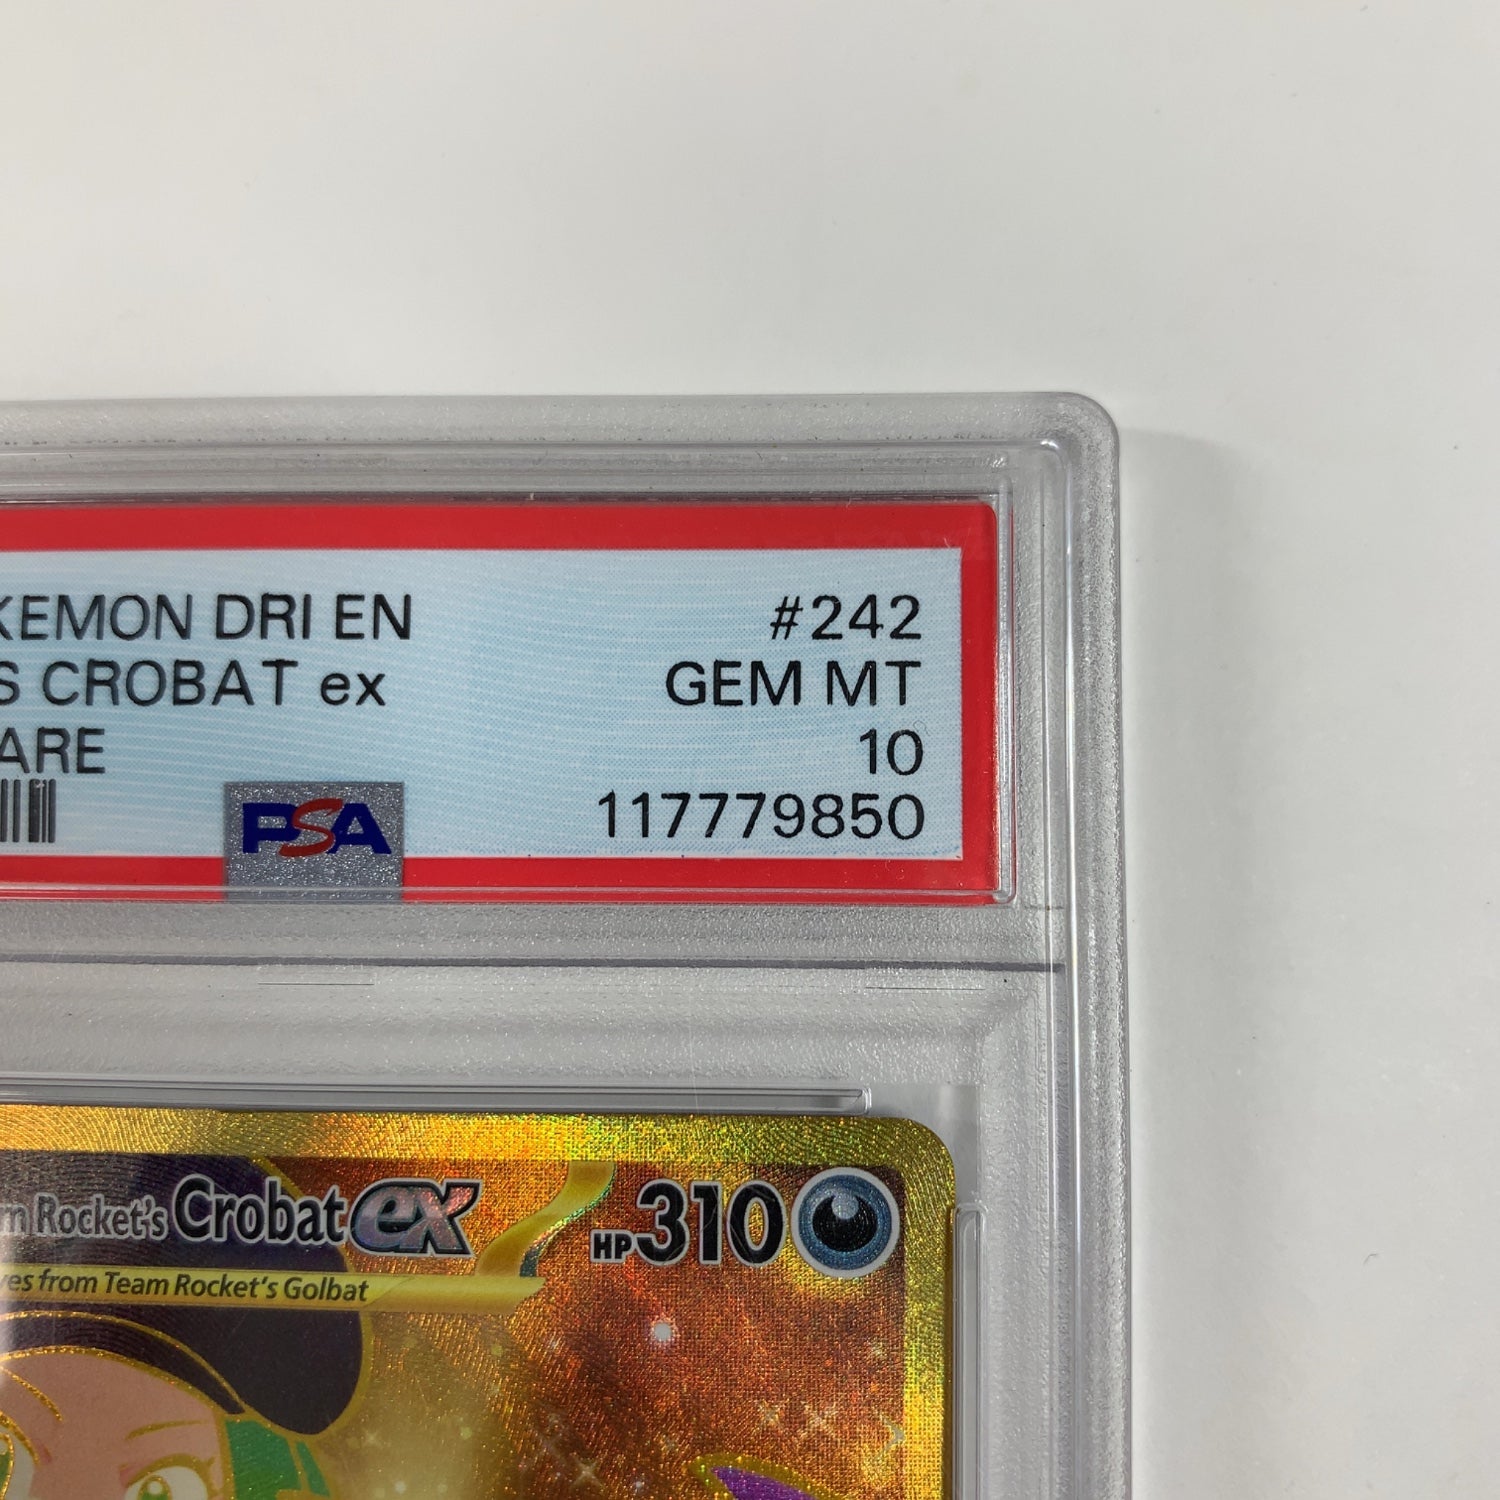 KEMON DRI EN #242
S CROBAT ex GEM MT
ARE 10
PSA 117779850
m Rocket's Crobat ex HP 310
ves from Team Rocket's Golbat